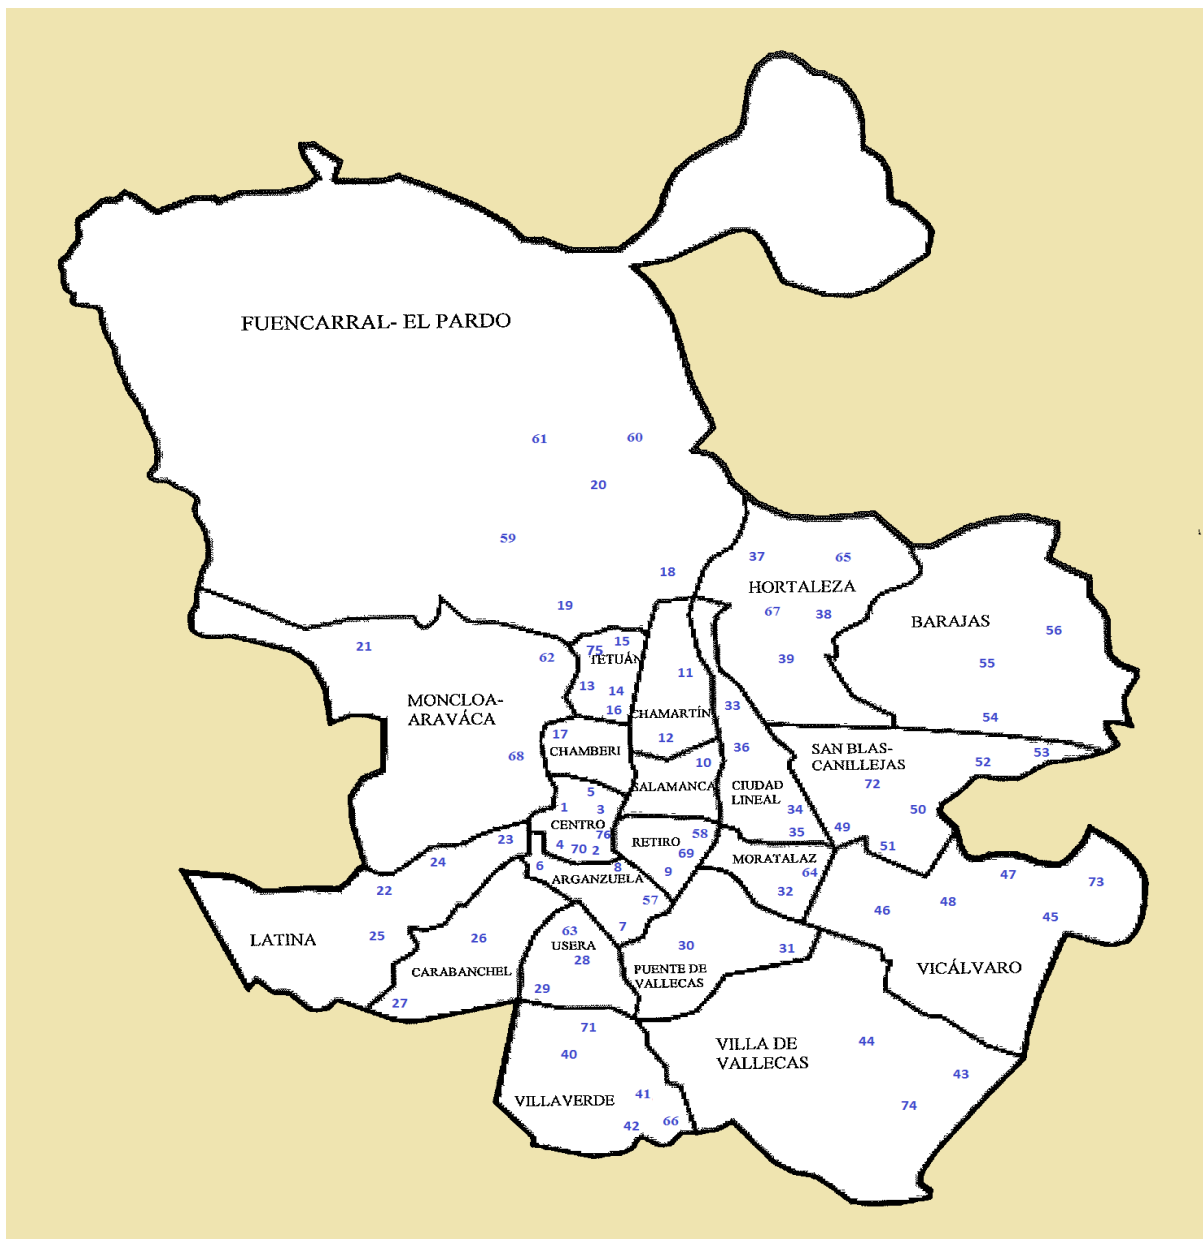 FUENCARRAL- EL PARDO
61
60
20
59
18
19
37
65
HORTALEZA
67
38
39
BARAJAS
56
55
54
21
62
MONCLOA-
ARAVÁCA
68
15
75
TETUÁN
13
14
16
11
CHAMARTÍN
12
33
36
17
CHAMBERI
10
SALAMANCA
CIUDAD
LINEAL
34
35
SAN BLAS-
CANILLEJAS
72
52
53
50
49
51
5
1
3
CENTRO
76
4
70
2
58
RETIRO
69
9
MORATALAZ
64
32
23
24
22
6
8
ARGANZUELA
57
7
LATINA
25
26
CARABANCHEL
27
63
USERA
28
29
30
31
PUENTE DE
VALLECAS
47
73
48
46
45
VICÁLVARO
71
40
VILLAVERDE
41
42
66
VILLA DE
VALLECAS
44
43
74